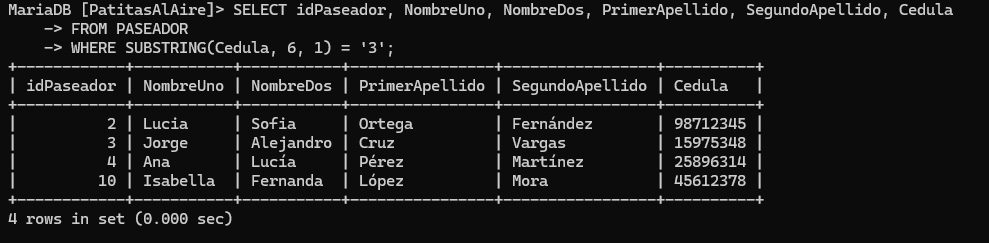 MariaDB [PatitasAlAire]> SELECT idPaseador, NombreUno, NombreDos, PrimerApellido, SegundoApellido, Cedula
    -> FROM PASEADOR
    -> WHERE SUBSTRING(Cedula, 6, 1) = '3';
+------------+-----------+-----------+----------------+-----------------+----------+
| idPaseador | NombreUno | NombreDos | PrimerApellido | SegundoApellido | Cedula   |
+------------+-----------+-----------+----------------+-----------------+----------+
|          2 | Lucia     | Sofia     | Ortega         | Fernández       | 98712345 |
|          3 | Jorge     | Alejandro | Cruz           | Vargas          | 15975348 |
|          4 | Ana       | Lucía     | Pérez          | Martínez        | 25896314 |
|         10 | Isabella  | Fernanda  | López          | Mora            | 45612378 |
+------------+-----------+-----------+----------------+-----------------+----------+
4 rows in set (0.000 sec)